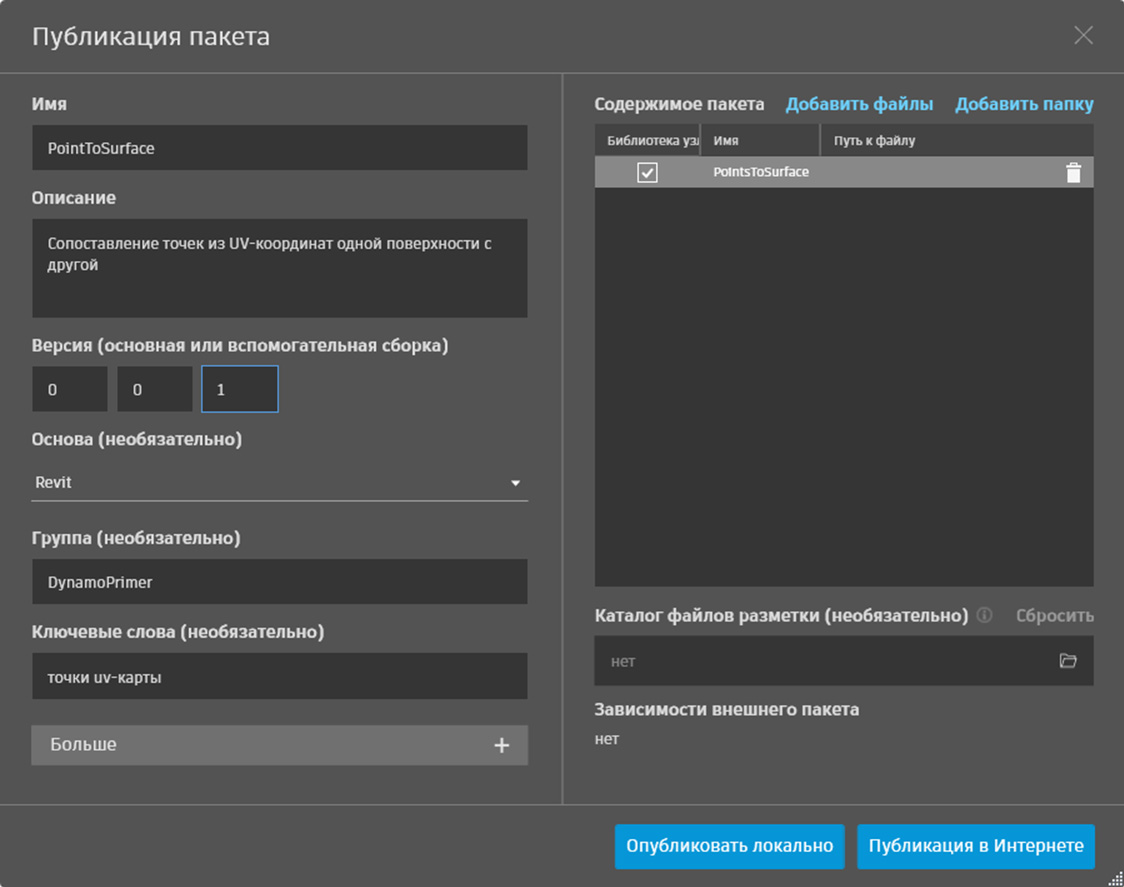 Публикация пакета
Имя
PointToSurface
Описание
Сопоставление точек из UV-координат одной поверхности с
другой
Версия (основная или вспомогательная сборка)
0 0 1
Основа (необязательно)
Revit
Группа (необязательно)
DynamoPrimer
Ключевые слова (необязательно)
точки uv-карты
Больше
Содержимое пакета Добавить файлы Добавить папку
Библиотека узл Имя Путь к файлу
PointsToSurface
Каталог файлов разметки (необязательно) Сбросить
нет
Зависимости внешнего пакета
нет
Опубликовать локально Публикация в Интернете